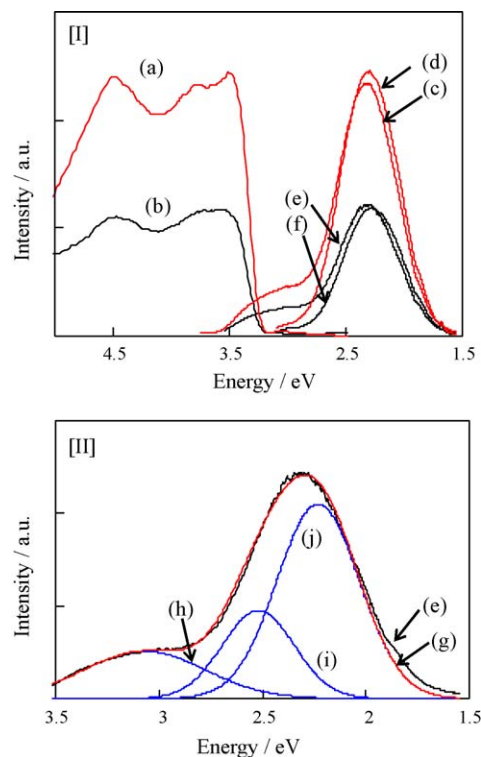 [I]
(a)
(d)
(c)
(b)
(e)
(f)
Intensity / a.u.
4.5 3.5 2.5 1.5
Energy / eV
[II]
(j)
(h)
(e)
(g)
(i)
Intensity / a.u.
3.5 3 2.5 2 1.5
Energy / eV